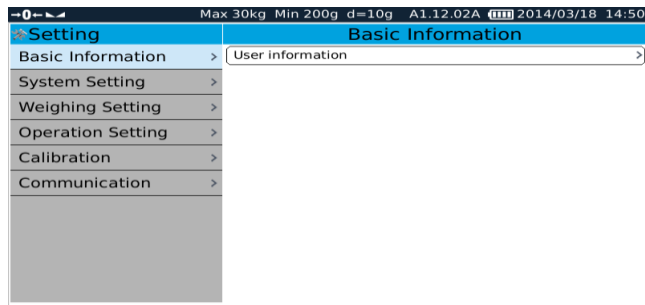 →0← Max 30kg Min 200g d=10g A1.12.02A 2014/03/18 14:50
Setting
Basic Information
Basic Information >
User information >
System Setting >
Weighing Setting >
Operation Setting >
Calibration >
Communication >